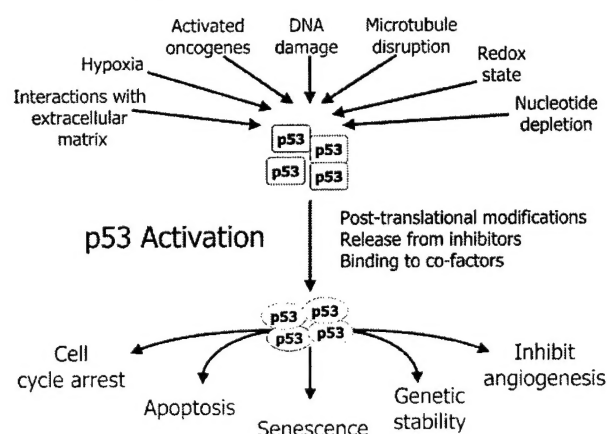 Activated
oncogenes
DNA
damage
Microtubule
disruption
Hypoxia
Redox
state
Interactions with
extracellular
matrix
Nucleotide
depletion
p53
p53
p53
p53
p53 Activation
Post-translational modifications
Release from inhibitors
Binding to co-factors
p53
p53
p53
p53
Cell
cycle arrest
Apoptosis
Senescence
Genetic
stability
Inhibit
angiogenesis